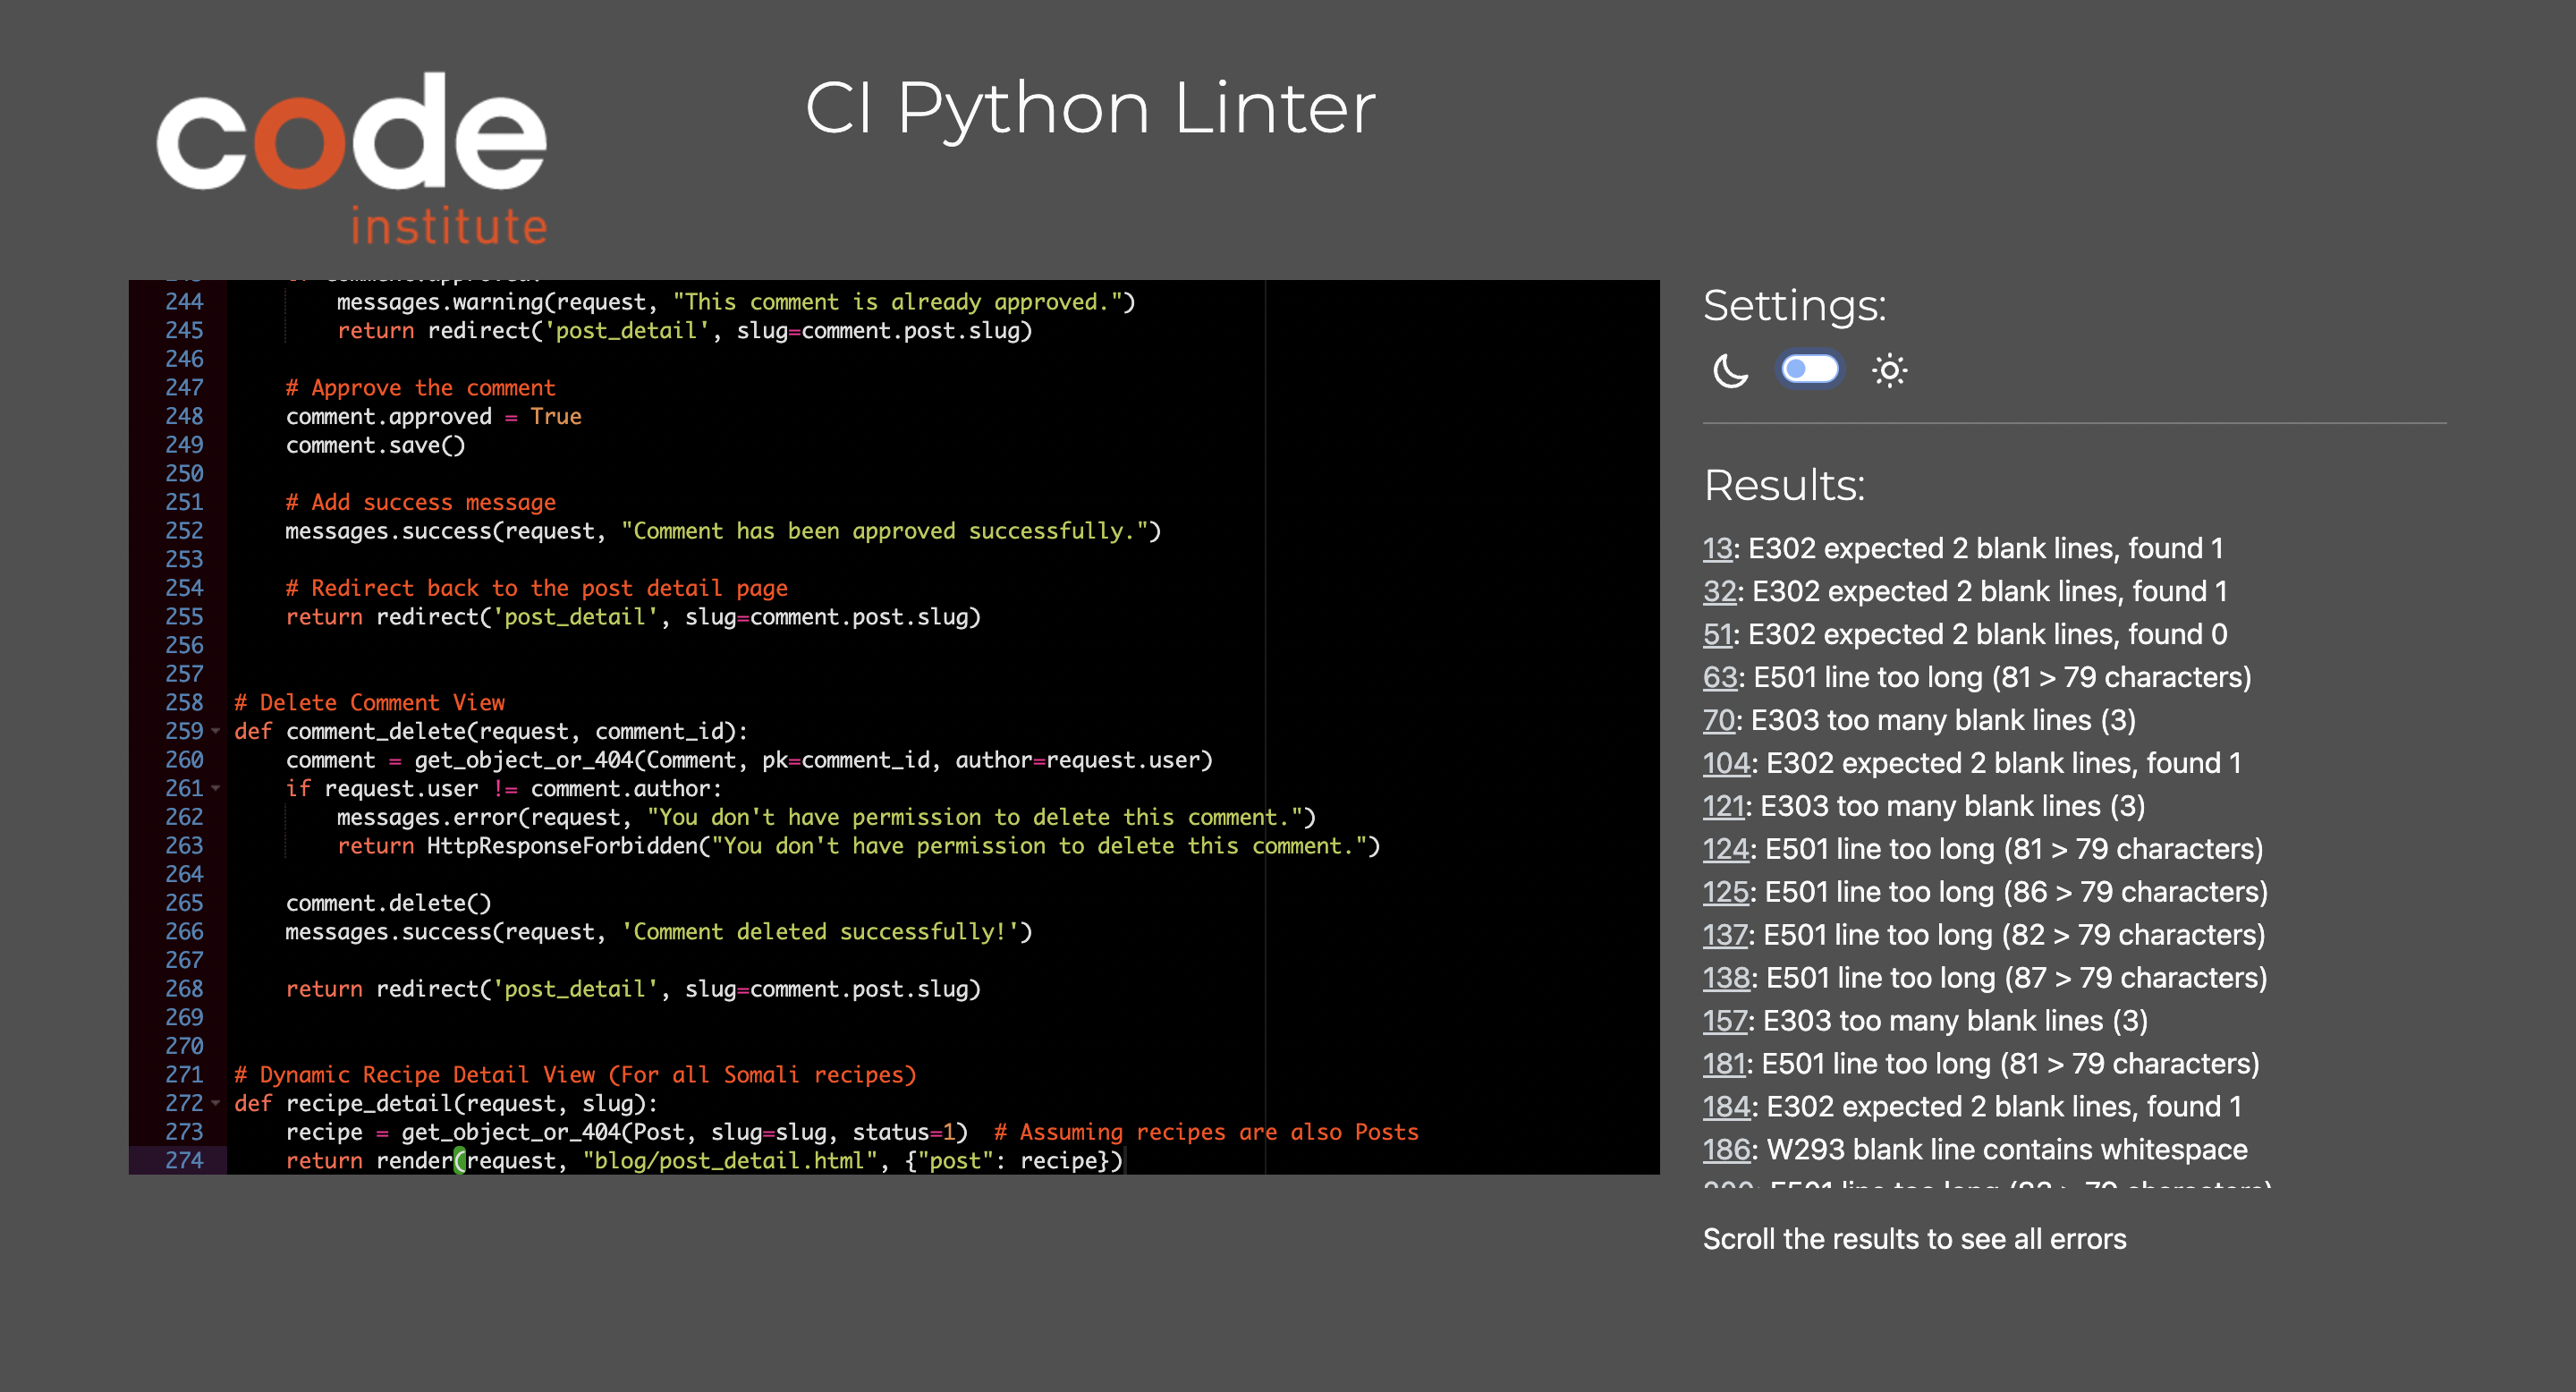 code
institute
CI Python Linter
244 messages.warning(request, "This comment is already approved.")
245 return redirect('post_detail', slug=comment.post.slug)
246
247 # Approve the comment
248 comment.approved = True
249 comment.save()
250
251 # Add success message
252 messages.success(request, "Comment has been approved successfully.")
253
254 # Redirect back to the post detail page
255 return redirect('post_detail', slug=comment.post.slug)
256
257
258 # Delete Comment View
259 def comment_delete(request, comment_id):
260 comment = get_object_or_404(Comment, pk=comment_id, author=request.user)
261 if request.user != comment.author:
262 messages.error(request, "You don't have permission to delete this comment.")
263 return HttpResponseForbidden("You don't have permission to delete this comment.")
264
265 comment.delete()
266 messages.success(request, 'Comment deleted successfully!')
267
268 return redirect('post_detail', slug=comment.post.slug)
269
270
271 # Dynamic Recipe Detail View (For all Somali recipes)
272 def recipe_detail(request, slug):
273 recipe = get_object_or_404(Post, slug=slug, status=1)  # Assuming recipes are also Posts
274 return render(request, "blog/post_detail.html", {"post": recipe})
Settings:
Results:
13: E302 expected 2 blank lines, found 1
32: E302 expected 2 blank lines, found 1
51: E302 expected 2 blank lines, found 0
63: E501 line too long (81 > 79 characters)
70: E303 too many blank lines (3)
104: E302 expected 2 blank lines, found 1
121: E303 too many blank lines (3)
124: E501 line too long (81 > 79 characters)
125: E501 line too long (86 > 79 characters)
137: E501 line too long (82 > 79 characters)
138: E501 line too long (87 > 79 characters)
157: E303 too many blank lines (3)
181: E501 line too long (81 > 79 characters)
184: E302 expected 2 blank lines, found 1
186: W293 blank line contains whitespace
Scroll the results to see all errors